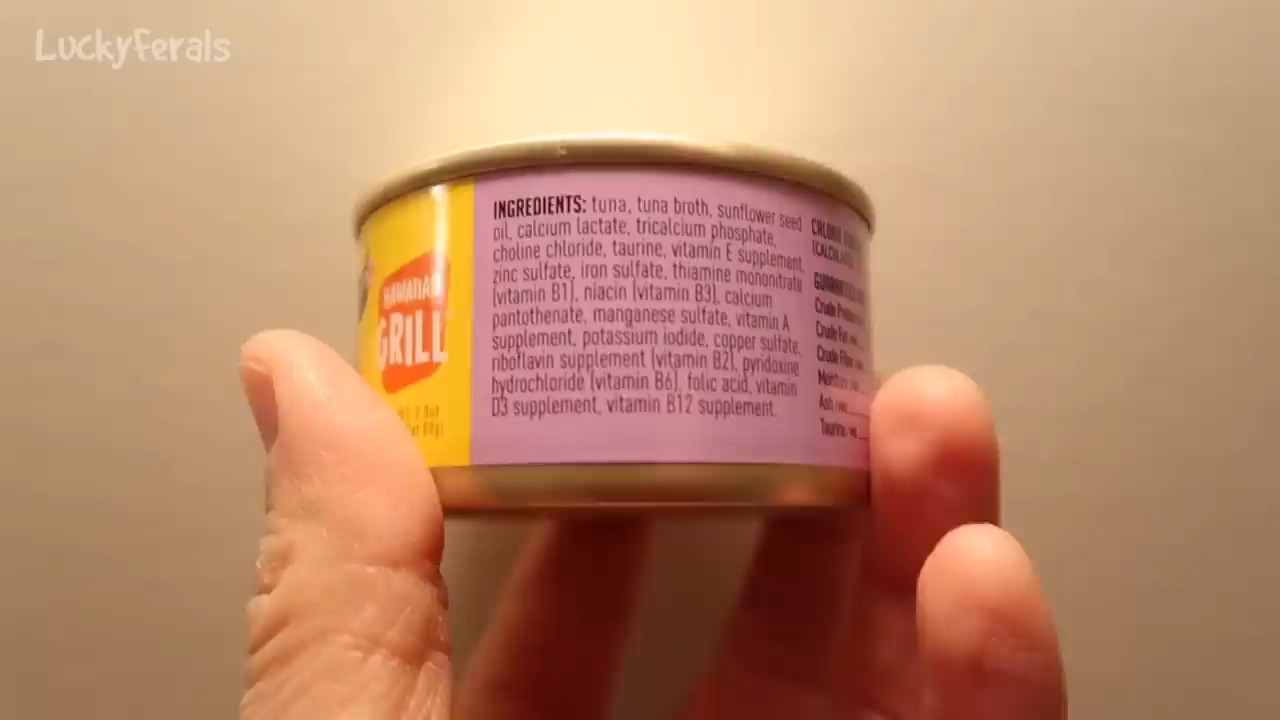 LuckyFerals
HAWAIIAN
GRILL
INGREDIENTS: tuna, tuna broth, sunflower seed
oil, calcium lactate, tricalcium phosphate,
choline chloride, taurine, vitamin E supplement,
zinc sulfate, iron sulfate, thiamine mononitrate
(vitamin B1), niacin (vitamin B3), calcium
pantothenate, manganese sulfate, vitamin A
supplement, potassium iodide, copper sulfate,
riboflavin supplement (vitamin B2), pyridoxine
hydrochloride (vitamin B6), folic acid, vitamin
D3 supplement, vitamin B12 supplement.
Crude
Crude Fat
Crude
Ash
Taurine